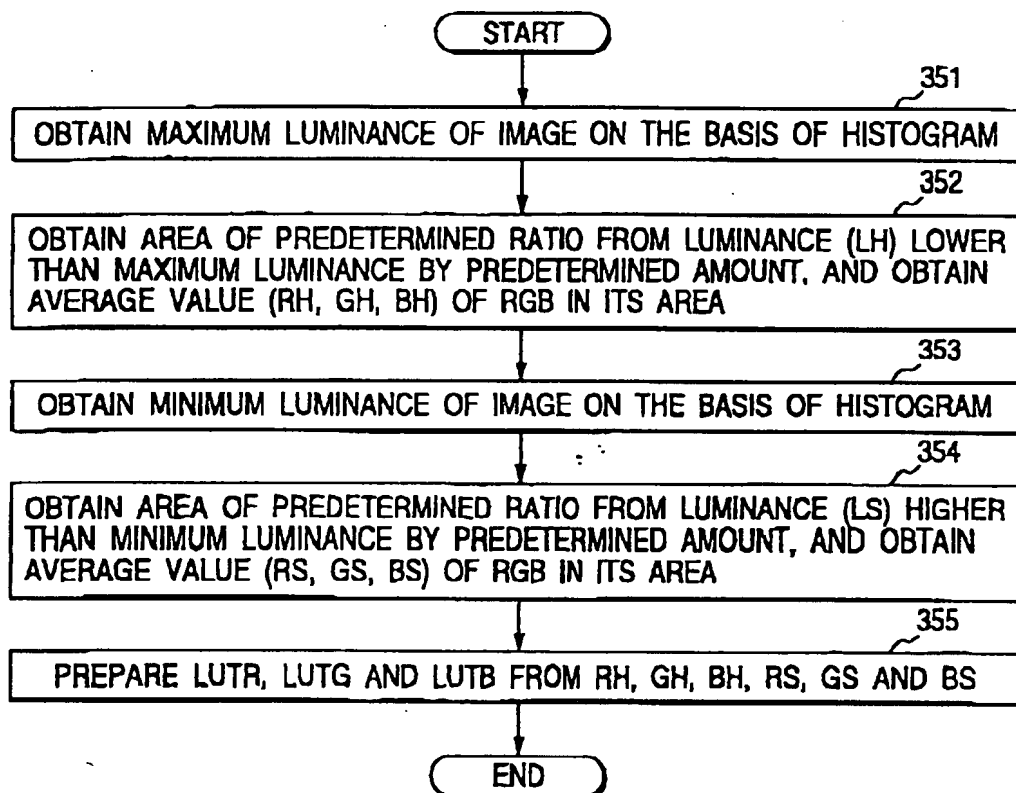 START
351
OBTAIN MAXIMUM LUMINANCE OF IMAGE ON THE BASIS OF HISTOGRAM
352
OBTAIN AREA OF PREDETERMINED RATIO FROM LUMINANCE (LH) LOWER
THAN MAXIMUM LUMINANCE BY PREDETERMINED AMOUNT, AND OBTAIN
AVERAGE VALUE (RH, GH, BH) OF RGB IN ITS AREA
353
OBTAIN MINIMUM LUMINANCE OF IMAGE ON THE BASIS OF HISTOGRAM
354
OBTAIN AREA OF PREDETERMINED RATIO FROM LUMINANCE (LS) HIGHER
THAN MINIMUM LUMINANCE BY PREDETERMINED AMOUNT, AND OBTAIN
AVERAGE VALUE (RS, GS, BS) OF RGB IN ITS AREA
355
PREPARE LUTR, LUTG AND LUTB FROM RH, GH, BH, RS, GS AND BS
END